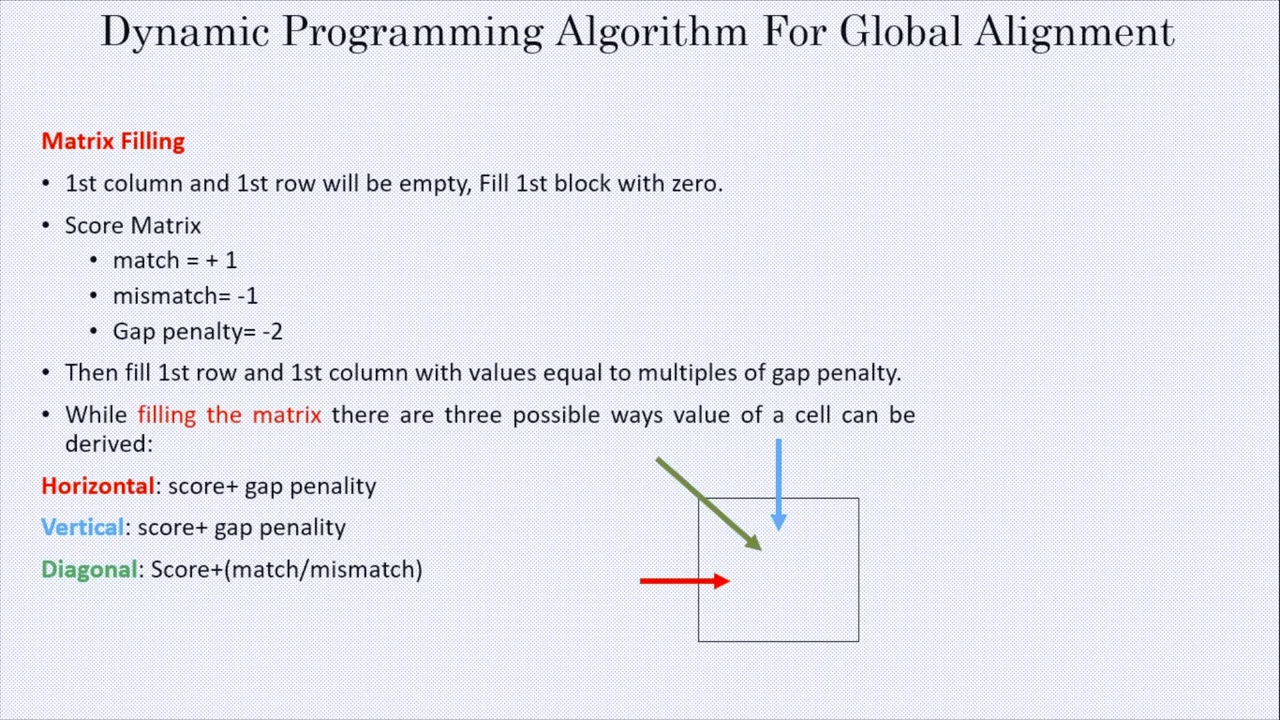 Dynamic Programming Algorithm For Global Alignment
Matrix Filling
• 1st column and 1st row will be empty, Fill 1st block with zero.
• Score Matrix
• match = + 1
• mismatch= -1
• Gap penalty= -2
• Then fill 1st row and 1st column with values equal to multiples of gap penalty.
• While filling the matrix there are three possible ways value of a cell can be
derived:
Horizontal: score+ gap penality
Vertical: score+ gap penality
Diagonal: Score+(match/mismatch)